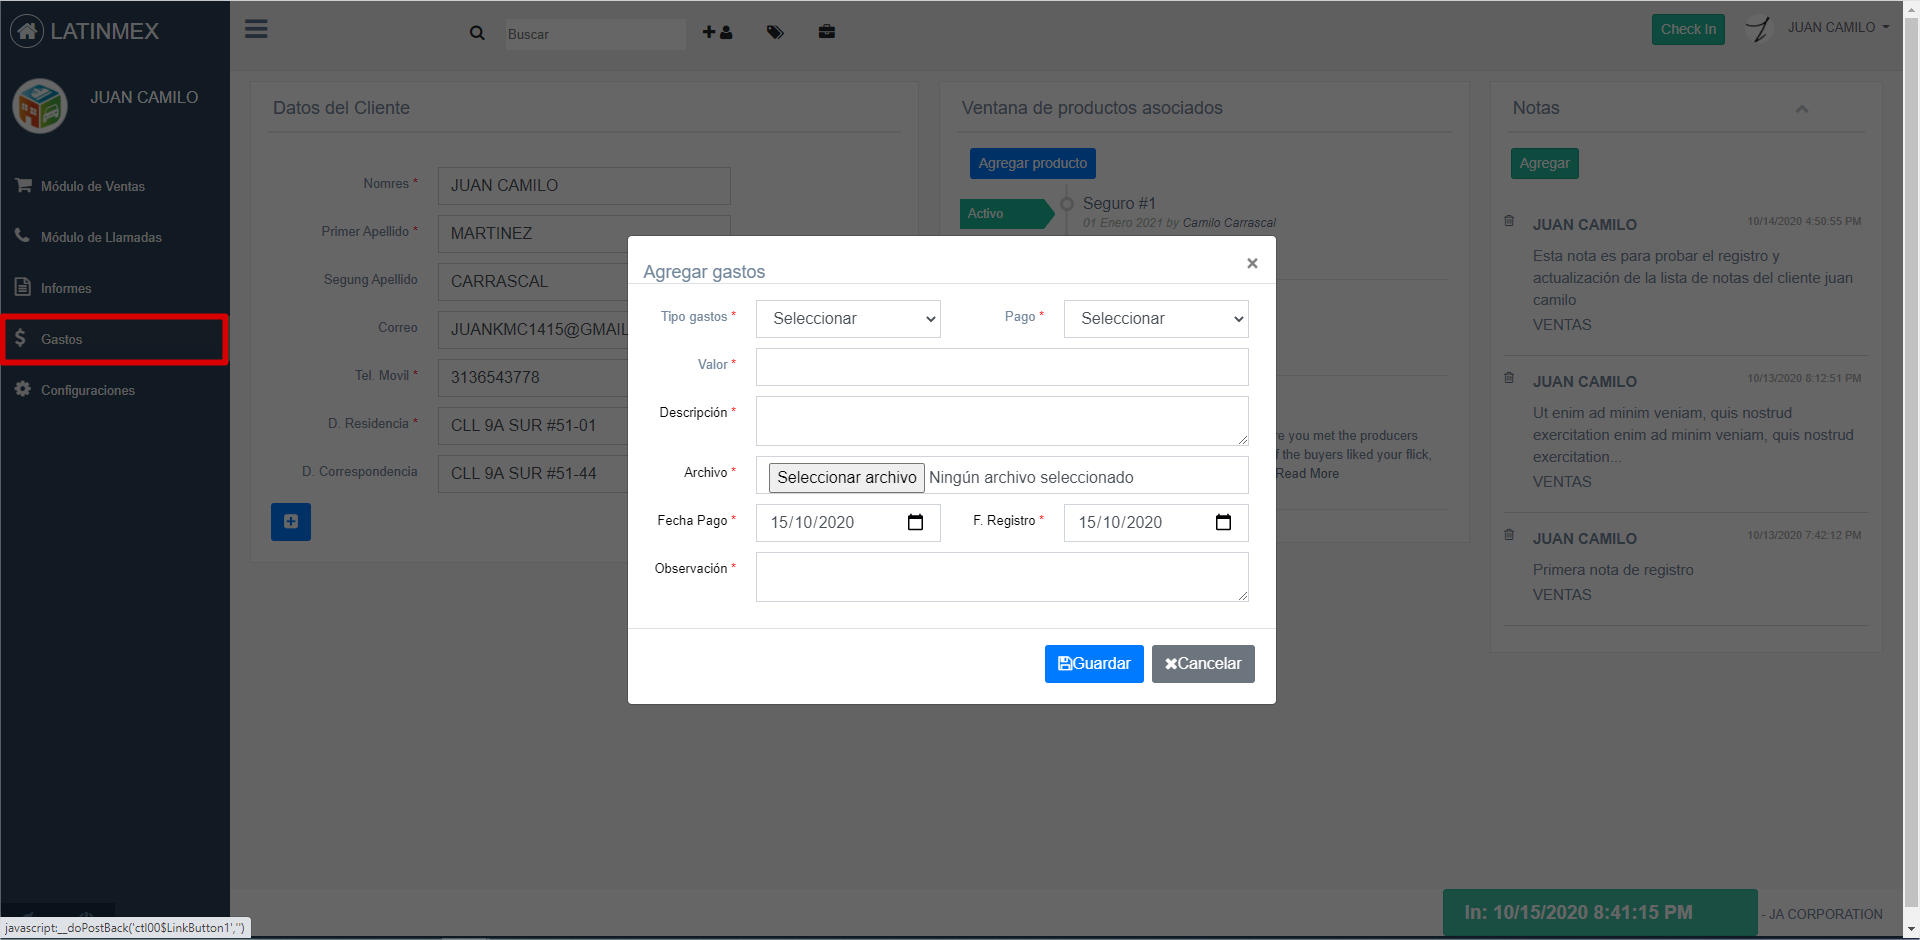 LATINMEX
JUAN CAMILO
Módulo de Ventas
Módulo de Llamadas
Informes
Gastos
Configuraciones
Buscar
Check In
JUAN CAMILO
Datos del Cliente
Nomres *
JUAN CAMILO
Primer Apellido *
MARTINEZ
Segung Apellido
CARRASCAL
Correo
JUANKMC1415@GMAIL
Tel. Movil *
3136543778
D. Residencia *
CLL 9A SUR #51-01
D. Correspondencia
CLL 9A SUR #51-44
Ventana de productos asociados
Agregar producto
Activo
Seguro #1
01 Enero 2021 by Camilo Carrascal
e you met the producers
f the buyers liked your flick,
Read More
Agregar gastos
×
Tipo gastos *
Seleccionar
Pago *
Seleccionar
Valor *
Descripción *
Archivo *
Seleccionar archivo
Ningún archivo seleccionado
Fecha Pago *
15/10/2020
F. Registro *
15/10/2020
Observación *
Guardar
Cancelar
Notas
Agregar
JUAN CAMILO
10/14/2020 4:50:55 PM
Esta nota es para probar el registro y
actualización de la lista de notas del cliente juan
camilo
VENTAS
JUAN CAMILO
10/13/2020 8:12:51 PM
Ut enim ad minim veniam, quis nostrud
exercitation enim ad minim veniam, quis nostrud
exercitation...
VENTAS
JUAN CAMILO
10/13/2020 7:42:12 PM
Primera nota de registro
VENTAS
In: 10/15/2020 8:41:15 PM
- JA CORPORATION
javascript:__doPostBack('ctl00$LinkButton1','')